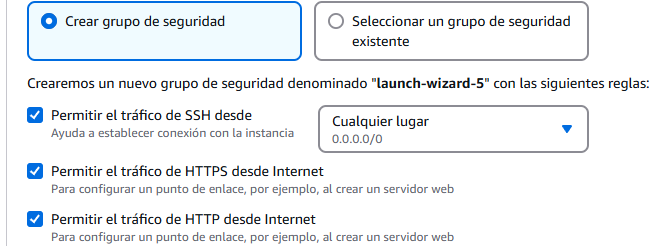 Crear grupo de seguridad
Seleccionar un grupo de seguridad
existente
Crearemos un nuevo grupo de seguridad denominado "launch-wizard-5" con las siguientes reglas:
Permitir el tráfico de SSH desde
Ayuda a establecer conexión con la instancia
Cualquier lugar
0.0.0.0/0
Permitir el tráfico de HTTPS desde Internet
Para configurar un punto de enlace, por ejemplo, al crear un servidor web
Permitir el tráfico de HTTP desde Internet
Para configurar un punto de enlace, por ejemplo, al crear un servidor web